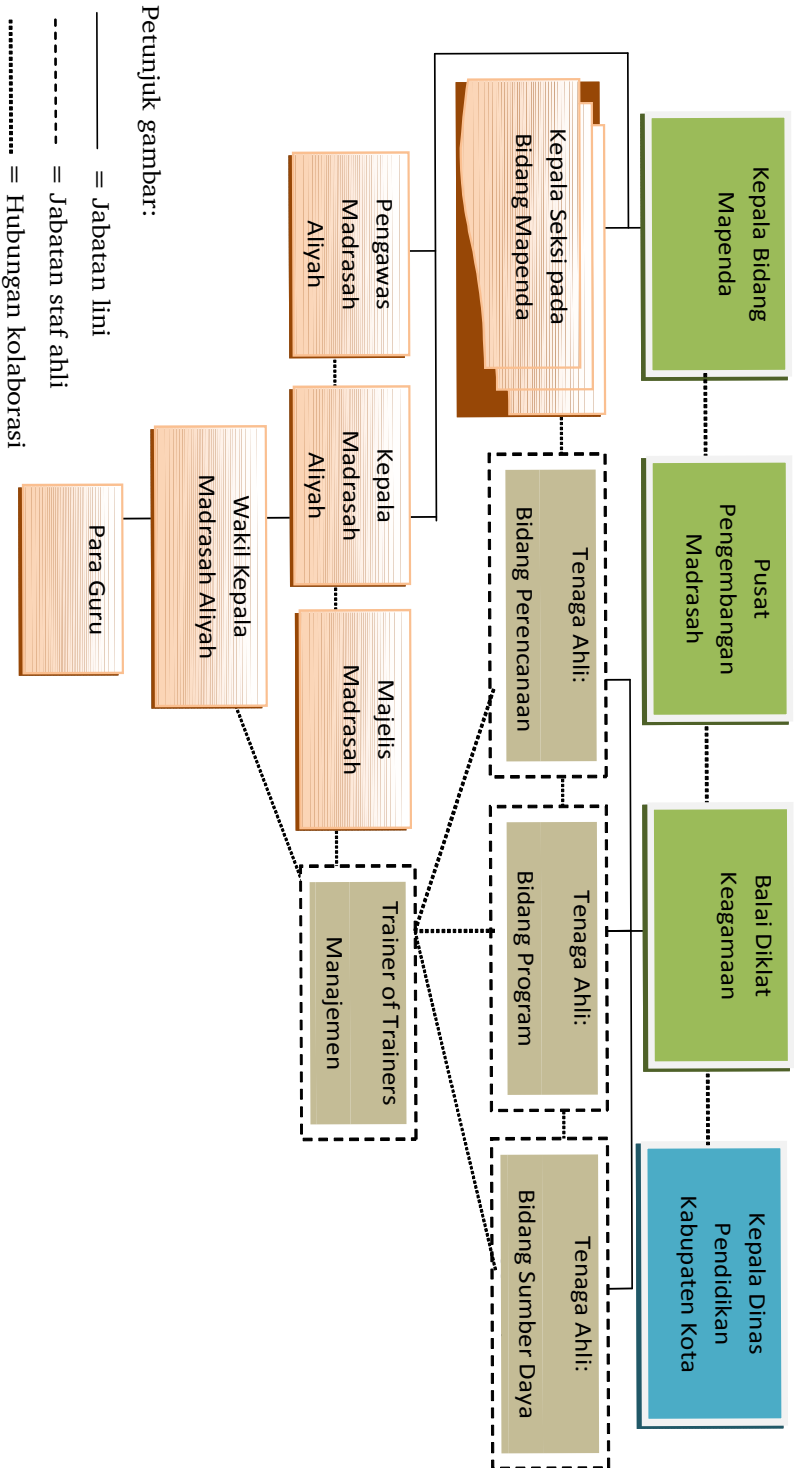 Kepala Bidang
Mapenda
Pusat
Pengembangan
Madrasah
Balai Diklat
Keagamaan
Kepala Dinas
Pendidikan
Kabupaten Kota
Kepala Seksi pada
Bidang Mapenda
Tenaga Ahli:
Bidang Perencanaan
Tenaga Ahli:
Bidang Program
Tenaga Ahli:
Bidang Sumber Daya
Pengawas
Madrasah
Aliyah
Kepala
Madrasah
Aliyah
Majelis
Madrasah
Trainer of Trainers
Manajemen
Wakil Kepala
Madrasah Aliyah
Para Guru
Petunjuk gambar:
= Jabatan lini
= Jabatan staf ahli
= Hubungan kolaborasi